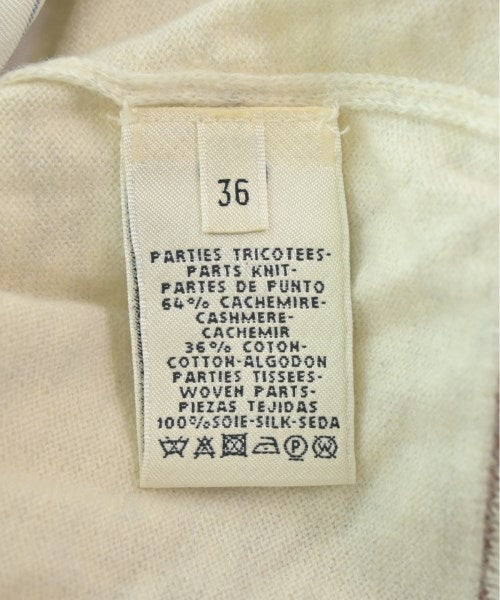 36
PARTIES TRICOTEES-
PARTS KNIT-
PARTES DE PUNTO
64% CACHEMIRE-
CASHMERE-
CACHEMIR
36% COTON-
COTTON-ALGODON
PARTIES TISSEES-
WOVEN PARTS-
PIEZAS TEJIDAS
100%SOIE-SILK-SEDA
P W